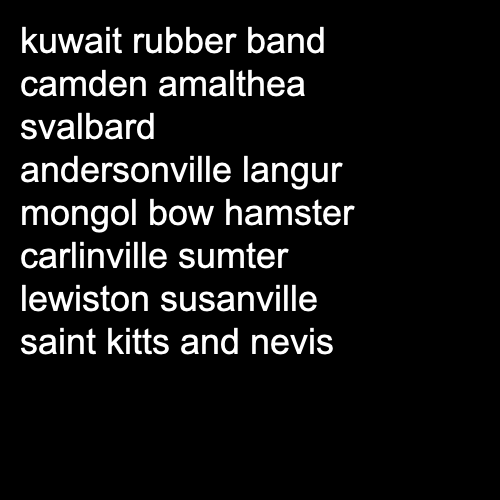 kuwait rubber band
camden amalthea
svalbard
andersonville langur
mongol bow hamster
carlinville sumter
lewiston susanville
saint kitts and nevis